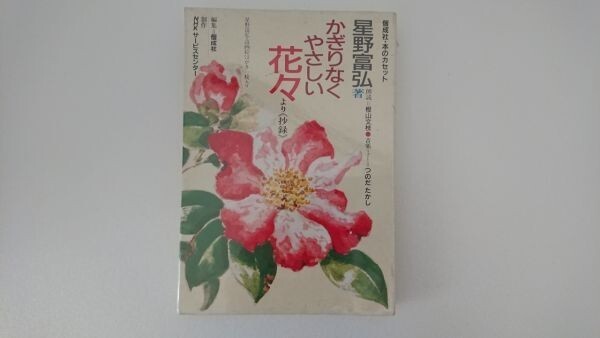 偕成社・本のカセット
星野富弘 著
朗読…樫山文枝●音楽…つのだたかし
かぎりなく
やさしい
花々
より〈抄録〉
編集＝偕成社
制作
NHKサービスセンター